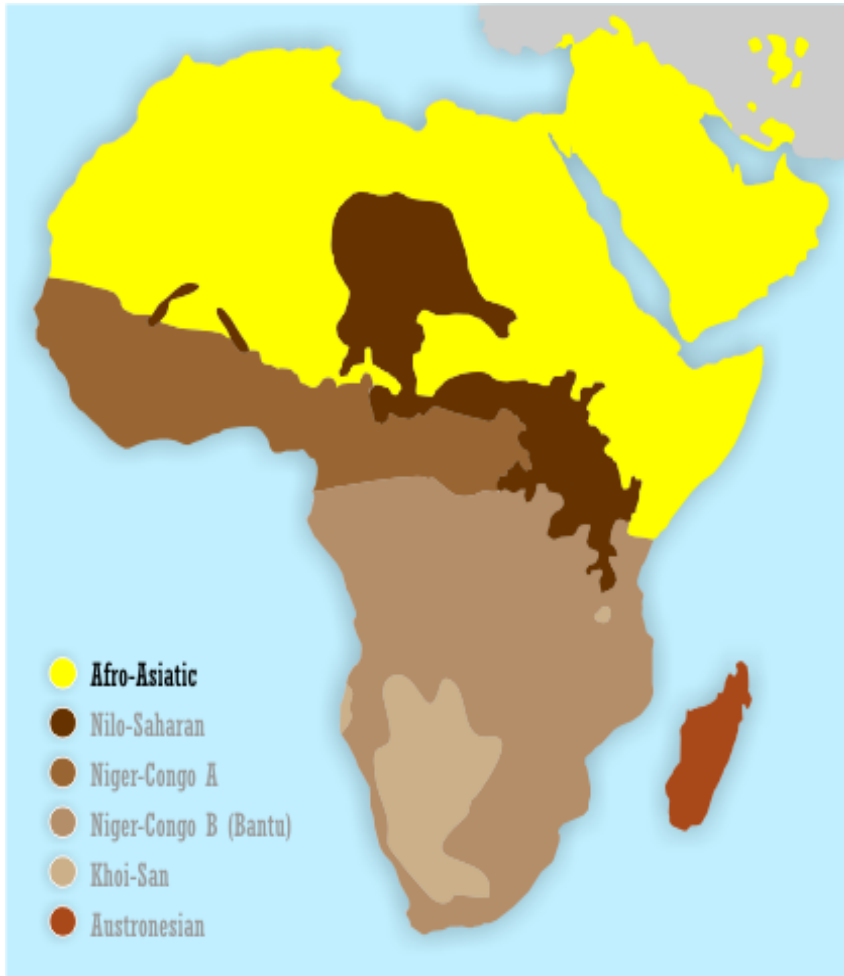 Afro-Asiatic
Nilo-Saharan
Niger-Congo A
Niger-Congo B (Bantu)
Khoi-San
Austronesian